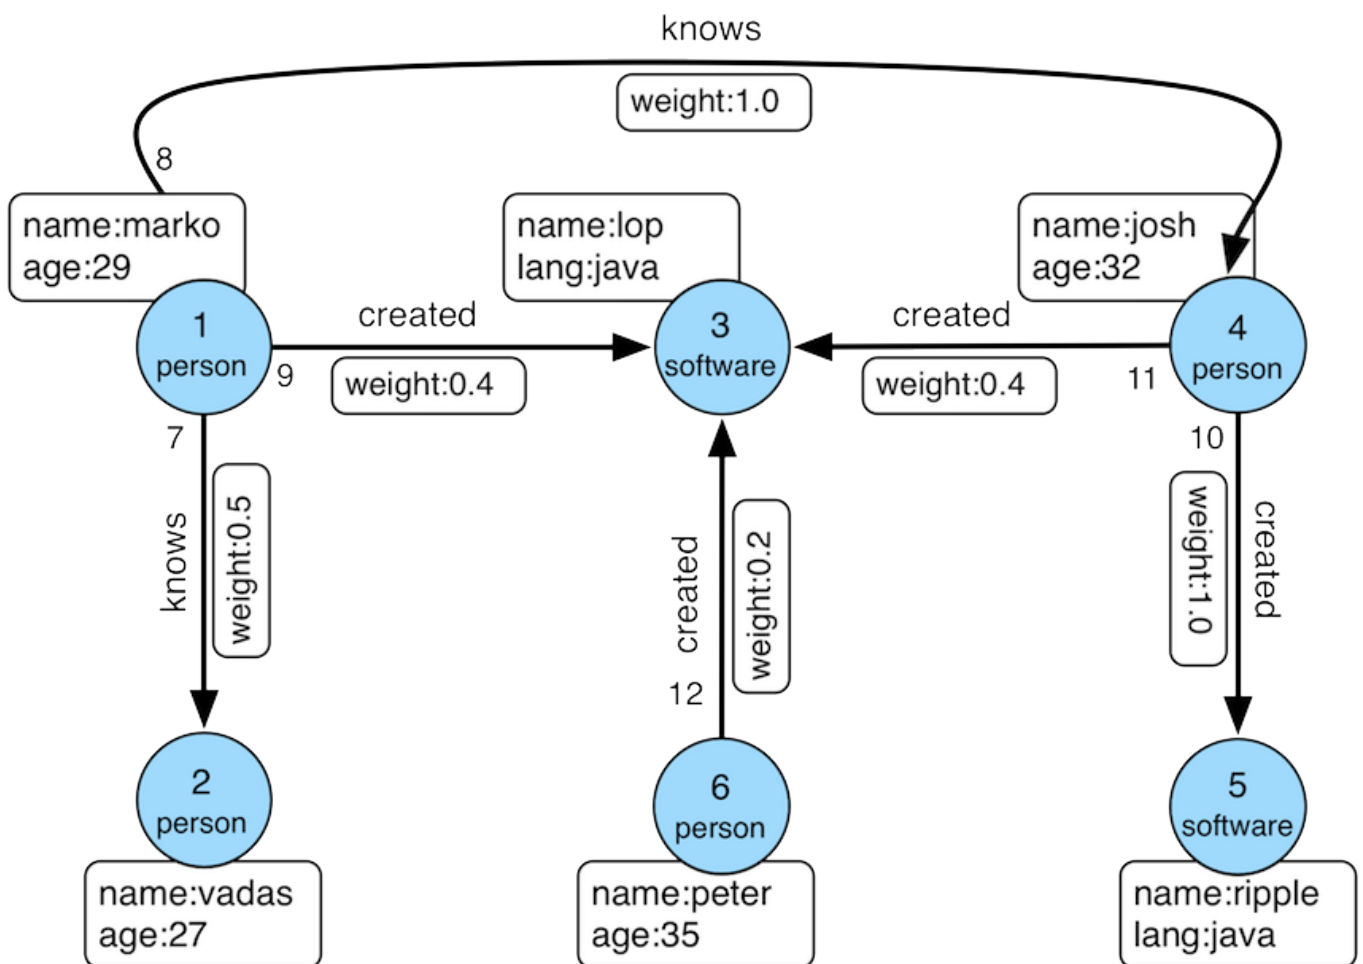 knows
weight:1.0
8
name:marko
age:29
name:lop
lang:java
name:josh
age:32
1
person
created
9
weight:0.4
3
software
created
weight:0.4
11
4
person
7
knows
weight:0.5
created
weight:0.2
12
10
weight:1.0
created
2
person
name:vadas
age:27
6
person
name:peter
age:35
5
software
name:ripple
lang:java